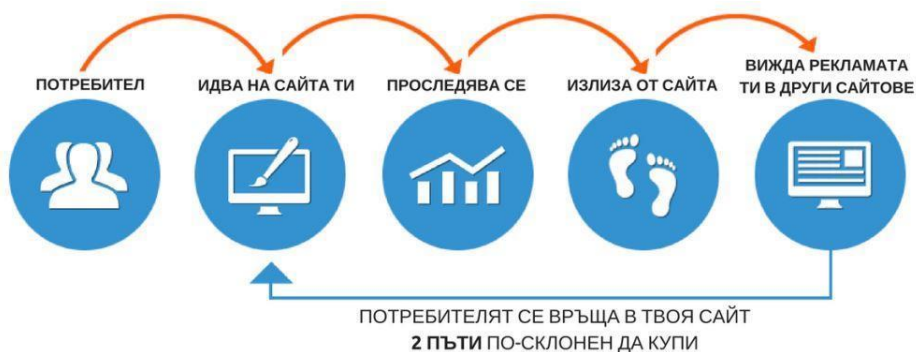 ПОТРЕБИТЕЛ
ИДВА НА САЙТА ТИ
ПРОСЛЕДЯВА СЕ
ИЗЛИЗА ОТ САЙТА
ВИЖДА РЕКЛАМАТА
ТИ В ДРУГИ САЙТОВЕ
ПОТРЕБИТЕЛЯТ СЕ ВРЪЩА В ТВОЯ САЙТ
2 ПЪТИ ПО-СКЛОНЕН ДА КУПИ